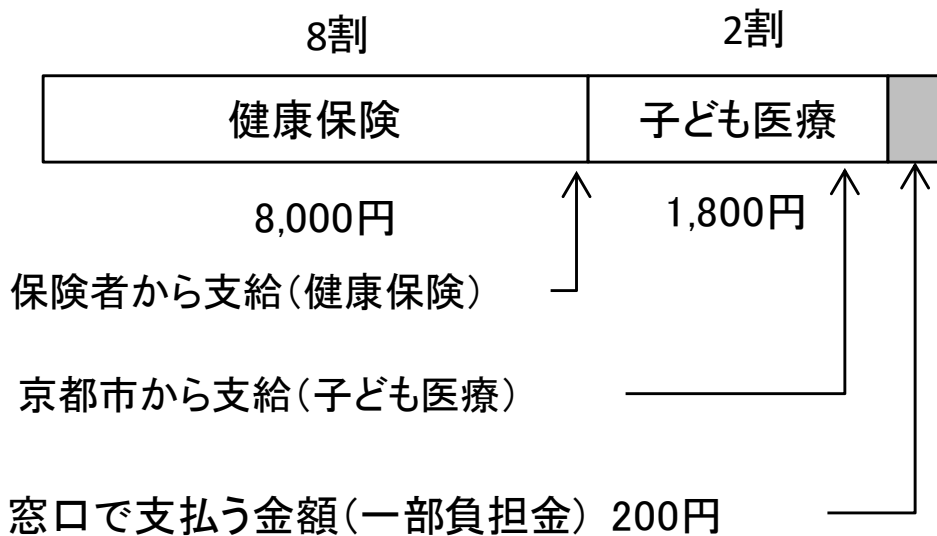 8割 2割
健康保険 子ども医療
8,000円 1,800円
保険者から支給(健康保険)
京都市から支給(子ども医療)
窓口で支払う金額(一部負担金) 200円